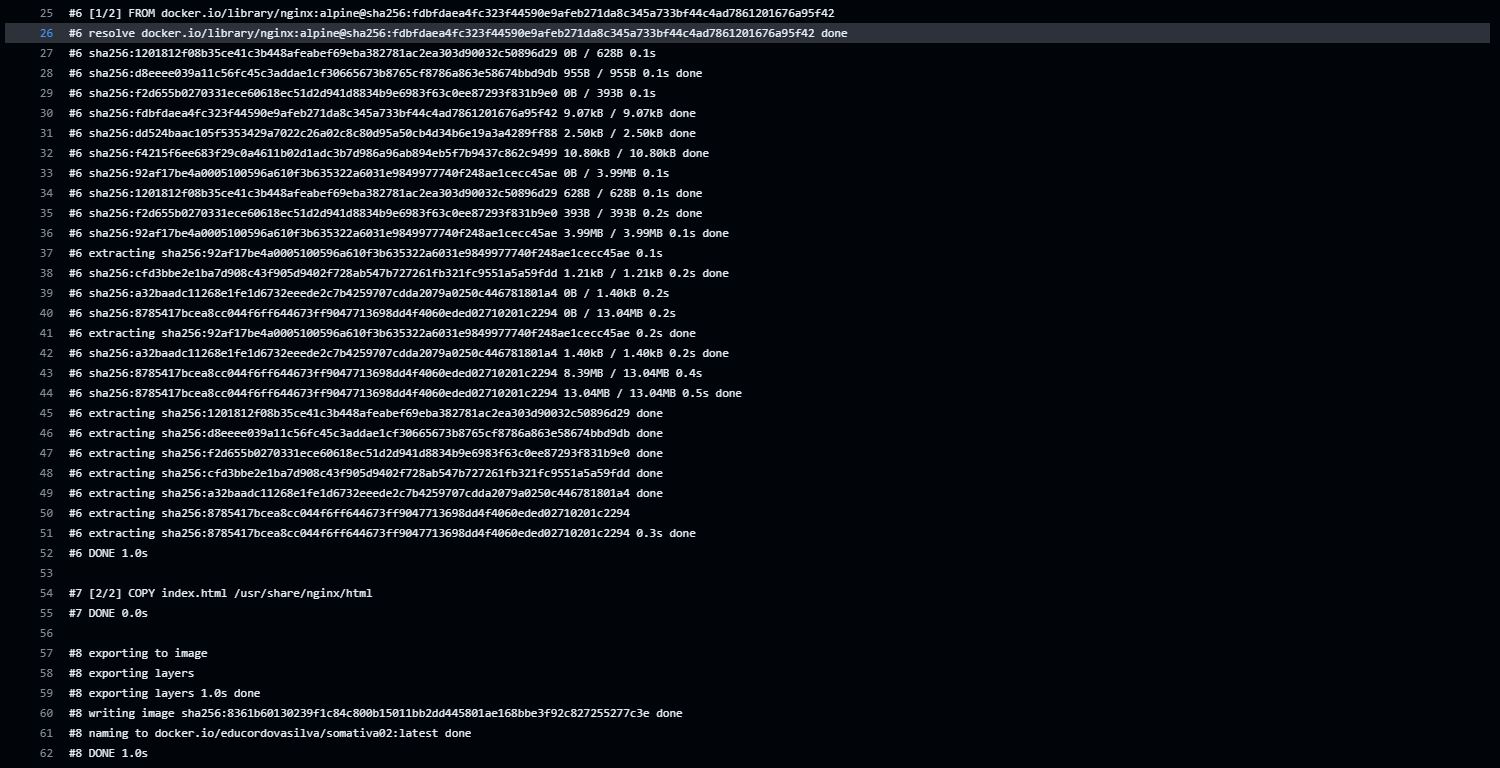 25 #6 [1/2] FROM docker.io/library/nginx:alpine@sha256:fdbfdaea4fc323f44590e9afeb271da8c345a733bf44c4ad7861201676a95f42
26 #6 resolve docker.io/library/nginx:alpine@sha256:fdbfdaea4fc323f44590e9afeb271da8c345a733bf44c4ad7861201676a95f42 done
27 #6 sha256:1201812f08b35ce41c3b448afeabef69eba382781ac2ea303d90032c50896d29 0B / 628B 0.1s
28 #6 sha256:d8eeee039a11c56fc45c3addae1cf30665673b8765cf8786a863e58674bbd9db 955B / 955B 0.1s done
29 #6 sha256:f2d655b0270331ece60618ec51d2d941d8834b9e6983f63c0ee87293f831b9e0 0B / 393B 0.1s
30 #6 sha256:fdbfdaea4fc323f44590e9afeb271da8c345a733bf44c4ad7861201676a95f42 9.07kB / 9.07kB done
31 #6 sha256:dd524baac105f5353429a7022c26a02c8c80d95a50cb4d34b6e19a3a4289ff88 2.50kB / 2.50kB done
32 #6 sha256:f4215f6ee683f29c0a4611b02d1adc3b7d986a96ab894eb5f7b9437c862c9499 10.80kB / 10.80kB done
33 #6 sha256:92af17be4a0005100596a610f3b635322a6031e9849977740f248ae1cecc45ae 0B / 3.99MB 0.1s
34 #6 sha256:1201812f08b35ce41c3b448afeabef69eba382781ac2ea303d90032c50896d29 628B / 628B 0.1s done
35 #6 sha256:f2d655b0270331ece60618ec51d2d941d8834b9e6983f63c0ee87293f831b9e0 393B / 393B 0.2s done
36 #6 sha256:92af17be4a0005100596a610f3b635322a6031e9849977740f248ae1cecc45ae 3.99MB / 3.99MB 0.1s done
37 #6 extracting sha256:92af17be4a0005100596a610f3b635322a6031e9849977740f248ae1cecc45ae 0.1s
38 #6 sha256:cfd3bbe2e1ba7d908c43f905d9402f728ab547b727261fb321fc9551a5a59fdd 1.21kB / 1.21kB 0.2s done
39 #6 sha256:a32baadc11268e1fe1d6732eeede2c7b4259707cdda2079a0250c446781801a4 0B / 1.40kB 0.2s
40 #6 sha256:8785417bcea8cc044f6ff644673ff9047713698dd4f4060eded02710201c2294 0B / 13.04MB 0.2s
41 #6 extracting sha256:92af17be4a0005100596a610f3b635322a6031e9849977740f248ae1cecc45ae 0.2s done
42 #6 sha256:a32baadc11268e1fe1d6732eeede2c7b4259707cdda2079a0250c446781801a4 1.40kB / 1.40kB 0.2s done
43 #6 sha256:8785417bcea8cc044f6ff644673ff9047713698dd4f4060eded02710201c2294 8.39MB / 13.04MB 0.4s
44 #6 sha256:8785417bcea8cc044f6ff644673ff9047713698dd4f4060eded02710201c2294 13.04MB / 13.04MB 0.5s done
45 #6 extracting sha256:1201812f08b35ce41c3b448afeabef69eba382781ac2ea303d90032c50896d29 done
46 #6 extracting sha256:d8eeee039a11c56fc45c3addae1cf30665673b8765cf8786a863e58674bbd9db done
47 #6 extracting sha256:f2d655b0270331ece60618ec51d2d941d8834b9e6983f63c0ee87293f831b9e0 done
48 #6 extracting sha256:cfd3bbe2e1ba7d908c43f905d9402f728ab547b727261fb321fc9551a5a59fdd done
49 #6 extracting sha256:a32baadc11268e1fe1d6732eeede2c7b4259707cdda2079a0250c446781801a4 done
50 #6 extracting sha256:8785417bcea8cc044f6ff644673ff9047713698dd4f4060eded02710201c2294
51 #6 extracting sha256:8785417bcea8cc044f6ff644673ff9047713698dd4f4060eded02710201c2294 0.3s done
52 #6 DONE 1.0s
53
54 #7 [2/2] COPY index.html /usr/share/nginx/html
55 #7 DONE 0.0s
56
57 #8 exporting to image
58 #8 exporting layers
59 #8 exporting layers 1.0s done
60 #8 writing image sha256:8361b60130239f1c84c800b15011bb2dd445801ae168bbe3f92c827255277c3e done
61 #8 naming to docker.io/educordovasilva/somativa02:latest done
62 #8 DONE 1.0s